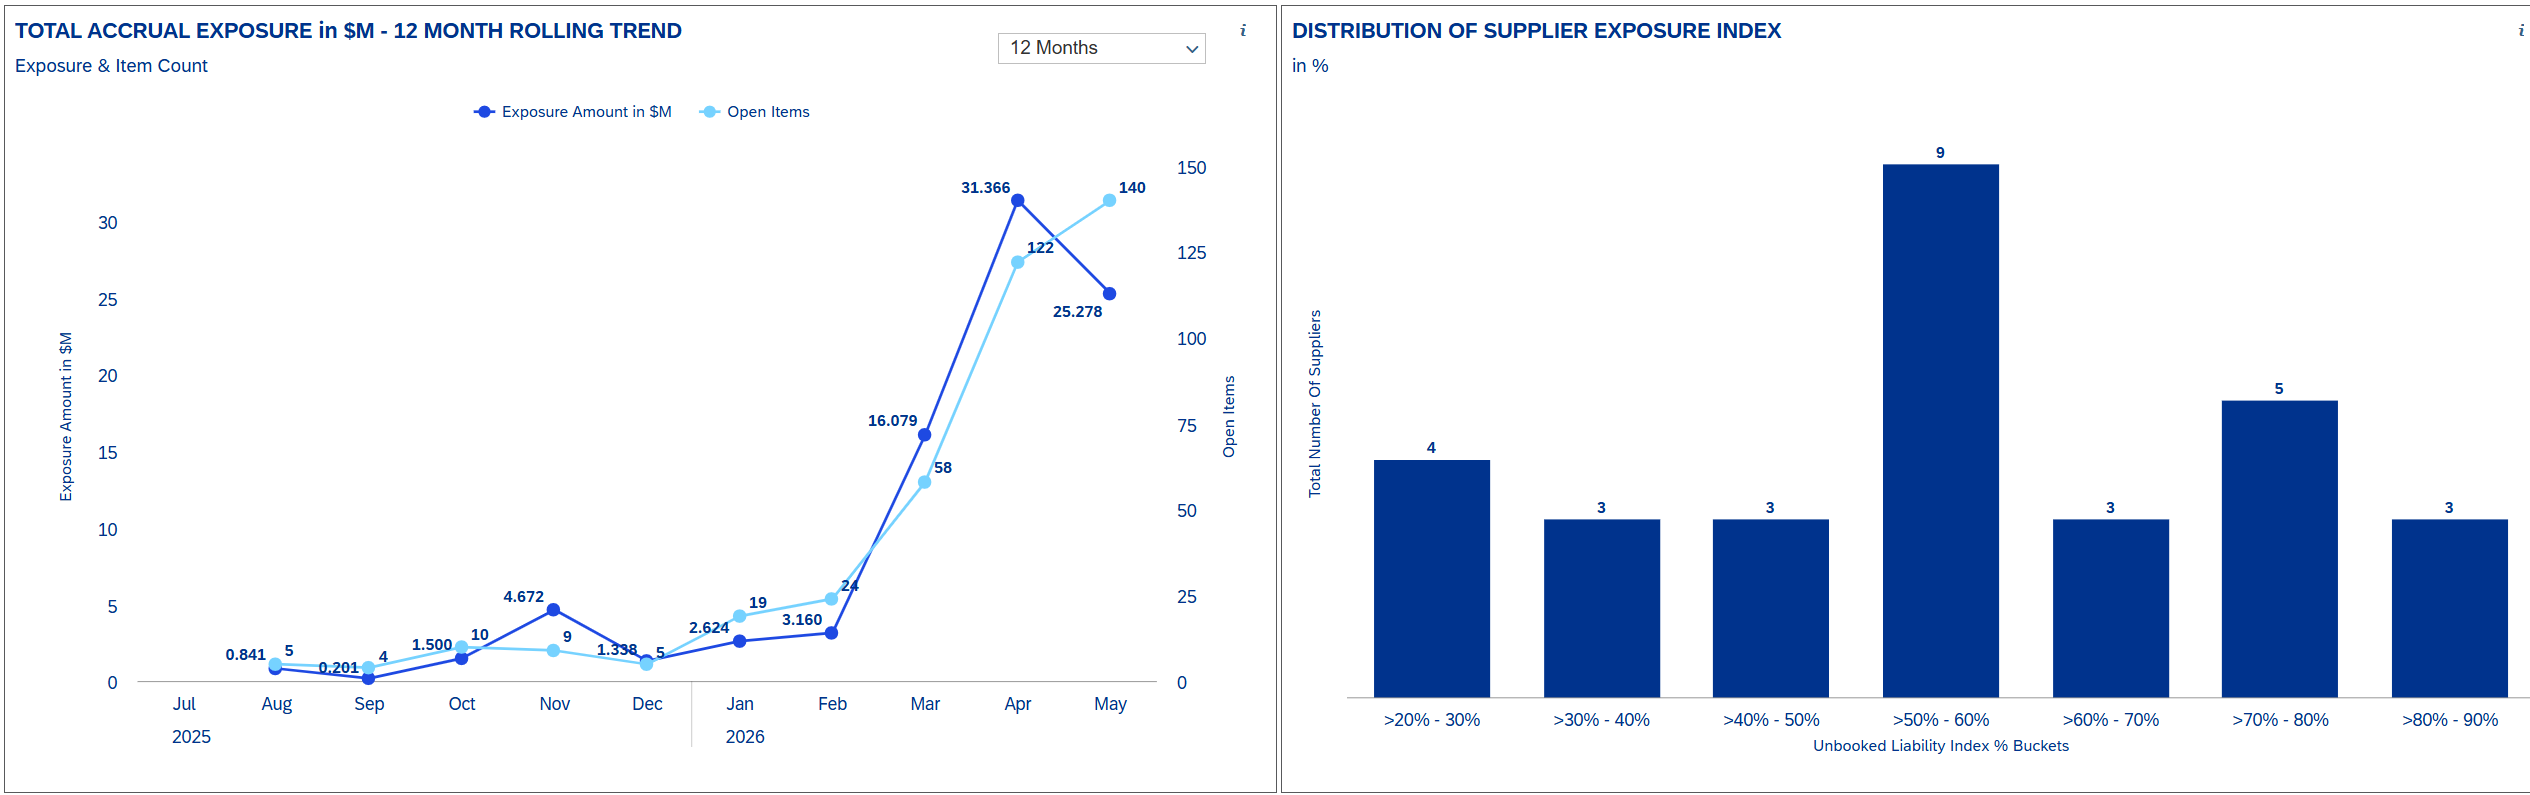 TOTAL ACCRUAL EXPOSURE in $M - 12 MONTH ROLLING TREND
i
12 Months
Exposure & Item Count
Exposure Amount in $M
Open Items
Exposure Amount in $M
30
25
20
15
10
5
0
0.841
0.201
1.500
4.672
1.338
2.624
3.160
16.079
31.366
25.278
5
4
10
9
5
19
24
58
122
140
150
125
100
75
50
25
0
Open Items
Jul
Aug
Sep
Oct
Nov
Dec
Jan
Feb
Mar
Apr
May
2025
2026
DISTRIBUTION OF SUPPLIER EXPOSURE INDEX
i
in %
Total Number Of Suppliers
4
3
3
9
3
5
3
>20% - 30%
>30% - 40%
>40% - 50%
>50% - 60%
>60% - 70%
>70% - 80%
>80% - 90%
Unbooked Liability Index % Buckets